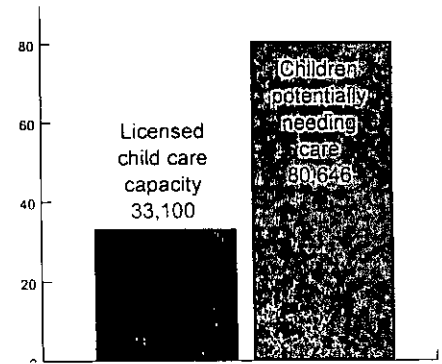 80
60
40
20
0
Licensed
child care
capacity
33,100
Children
potentially
needing
care
80,646